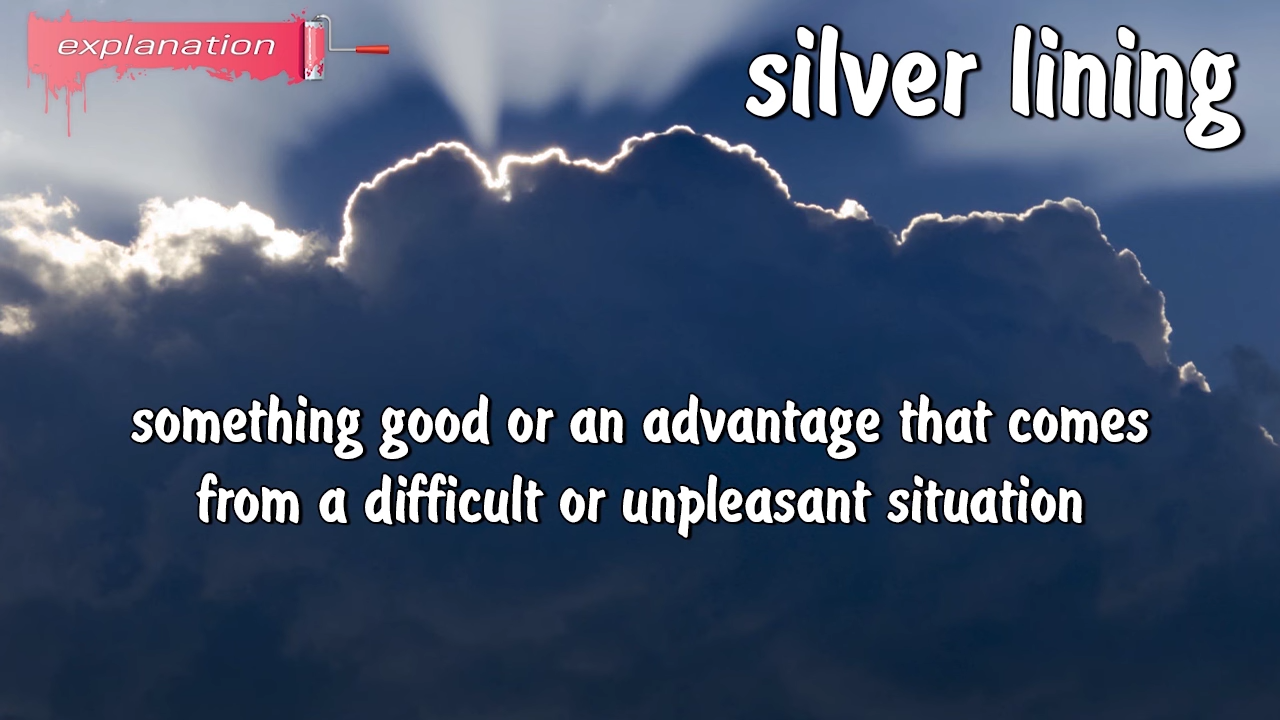 explanation
silver lining
something good or an advantage that comes
from a difficult or unpleasant situation